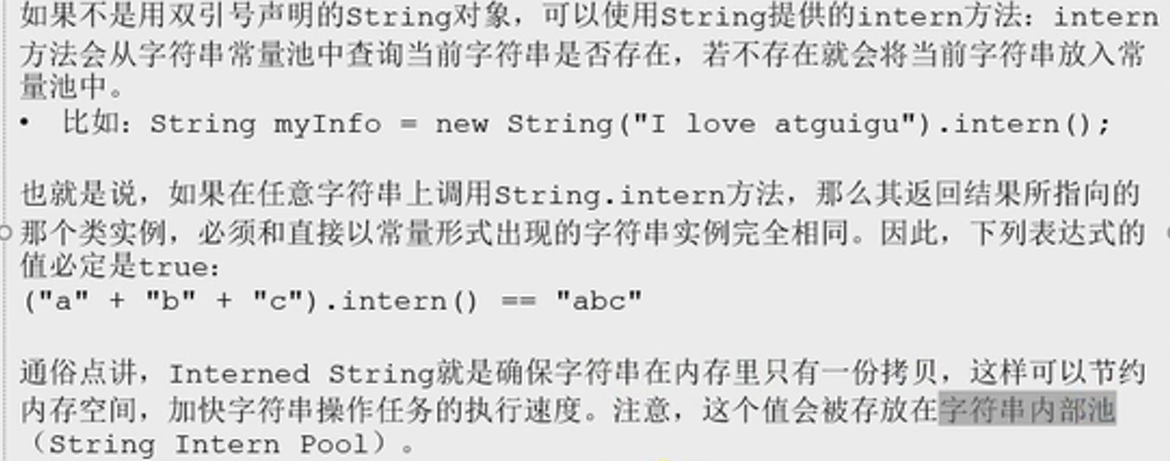 如果不是用双引号声明的String对象，可以使用String提供的intern方法：intern
方法会从字符串常量池中查询当前字符串是否存在，若不存在就会将当前字符串放入常
量池中。
• 比如：String myInfo = new String("I love atguigu").intern();
也就是说，如果在任意字符串上调用String.intern方法，那么其返回结果所指向的
那个类实例，必须和直接以常量形式出现的字符串实例完全相同。因此，下列表达式的
值必定是true：
("a" + "b" + "c").intern() == "abc"
通俗点讲，Interned String就是确保字符串在内存里只有一份拷贝，这样可以节约
内存空间，加快字符串操作任务的执行速度。注意，这个值会被存放在字符串内部池
（String Intern Pool）。